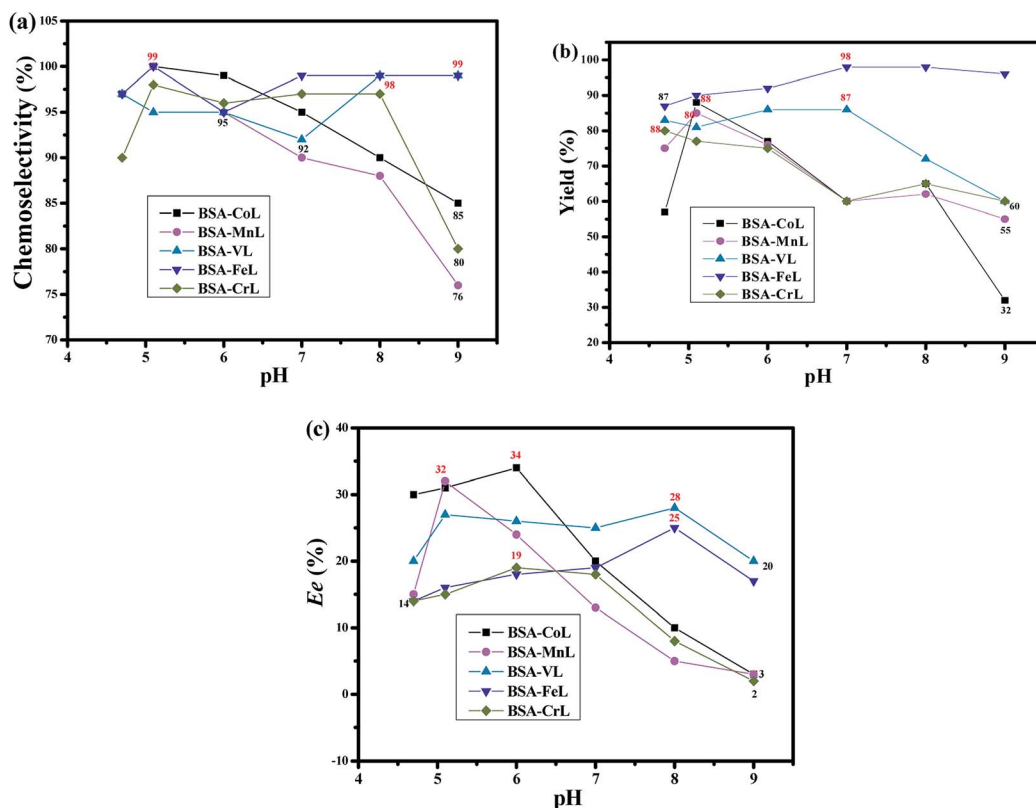 (a)
105
100
95
90
85
80
75
70
4
5
6
7
8
9
Chemoselectivity (%)
pH
99
95
92
98
99
85
80
76
BSA-CoL
BSA-MnL
BSA-VL
BSA-FeL
BSA-CrL
(b)
100
90
80
70
60
50
40
30
20
4
5
6
7
8
9
Yield (%)
pH
87
88
80
88
98
87
60
55
32
BSA-CoL
BSA-MnL
BSA-VL
BSA-FeL
BSA-CrL
(c)
30
20
10
0
-10
4
5
6
7
8
9
Ee (%)
pH
32
34
19
28
25
14
20
3
2
BSA-CoL
BSA-MnL
BSA-VL
BSA-FeL
BSA-CrL